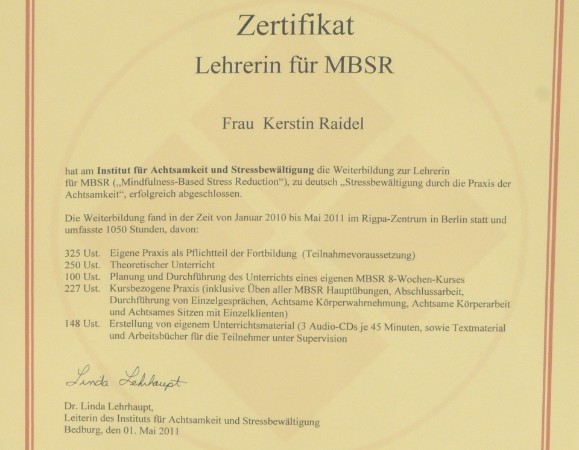 Zertifikat
Lehrerin für MBSR
Frau Kerstin Raidel
hat am Institut für Achtsamkeit und Stressbewältigung die Weiterbildung zur Lehrerin
für MBSR („Mindfulness-Based Stress Reduction"), zu deutsch „Stressbewältigung durch die Praxis der
Achtsamkeit", erfolgreich abgeschlossen.
Die Weiterbildung fand in der Zeit von Januar 2010 bis Mai 2011 im Rigpa-Zentrum in Berlin statt und
umfasste 1050 Stunden, davon:
325 Ust. Eigene Praxis als Pflichtteil der Fortbildung (Teilnahmevoraussetzung)
250 Ust. Theoretischer Unterricht
100 Ust. Planung und Durchführung des Unterrichts eines eigenen MBSR 8-Wochen-Kurses
227 Ust. Kursbezogene Praxis (inklusive Üben aller MBSR Hauptübungen, Abschlussarbeit,
Durchführung von Einzelgesprächen, Achtsame Körperwahrnehmung, Achtsame Körperarbeit
und Achtsames Sitzen mit Einzelklienten)
148 Ust. Erstellung von eigenem Unterrichtsmaterial (3 Audio-CDs je 45 Minuten, sowie Textmaterial
und Arbeitsbücher für die Teilnehmer unter Supervision
Linda Lehrhaupt
Dr. Linda Lehrhaupt,
Leiterin des Instituts für Achtsamkeit und Stressbewältigung
Bedburg, den 01. Mai 2011